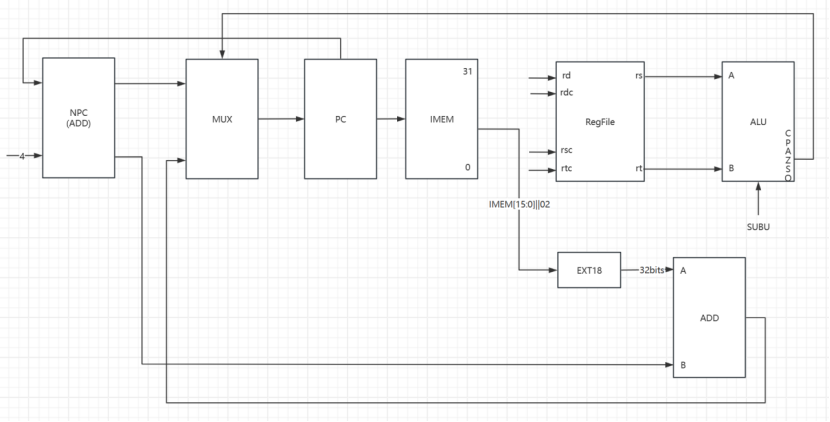 NPC
(ADD)
4
MUX
PC
31
IMEM
0
rd
rs
rdc
RegFile
rsc
rtc
rt
A
ALU
B
C
P
A
Z
S
O
SUBU
IMEM[15:0]||02
EXT18
32bits
A
ADD
B